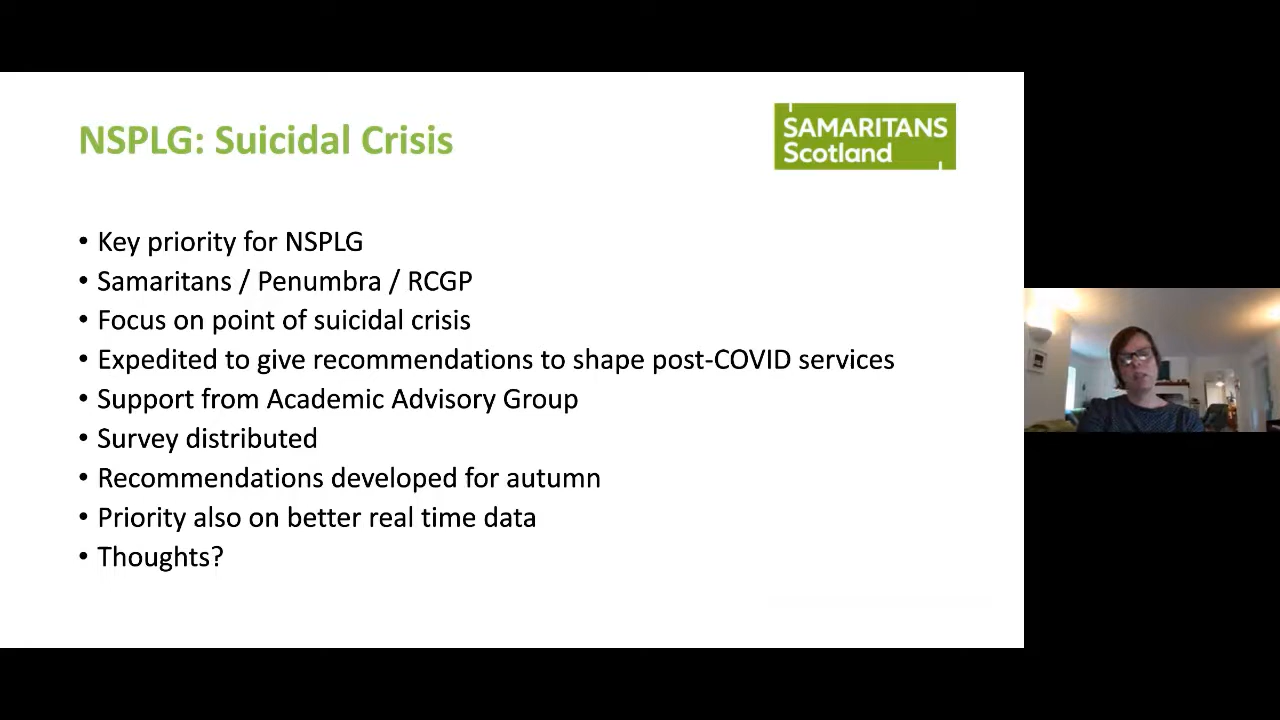 NSPLG: Suicidal Crisis
SAMARITANS
Scotland
• Key priority for NSPLG
• Samaritans / Penumbra / RCGP
• Focus on point of suicidal crisis
• Expedited to give recommendations to shape post-COVID services
• Support from Academic Advisory Group
• Survey distributed
• Recommendations developed for autumn
• Priority also on better real time data
• Thoughts?